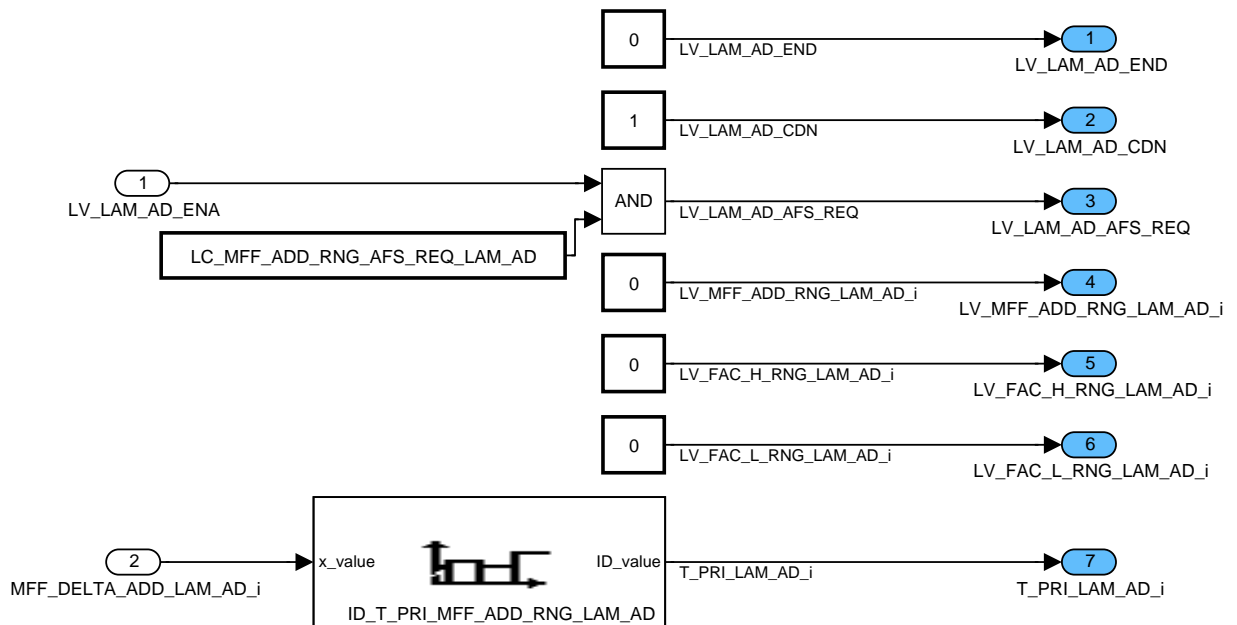 0
LV_LAM_AD_END
1
LV_LAM_AD_END
1
LV_LAM_AD_CDN
2
LV_LAM_AD_CDN
1
LV_LAM_AD_ENA
AND
LV_LAM_AD_AFS_REQ
3
LV_LAM_AD_AFS_REQ
LC_MFF_ADD_RNG_AFS_REQ_LAM_AD
0
LV_MFF_ADD_RNG_LAM_AD_i
4
LV_MFF_ADD_RNG_LAM_AD_i
0
LV_FAC_H_RNG_LAM_AD_i
5
LV_FAC_H_RNG_LAM_AD_i
0
LV_FAC_L_RNG_LAM_AD_i
6
LV_FAC_L_RNG_LAM_AD_i
2
MFF_DELTA_ADD_LAM_AD_i
x_value
ID_value
ID_T_PRI_MFF_ADD_RNG_LAM_AD
T_PRI_LAM_AD_i
7
T_PRI_LAM_AD_i